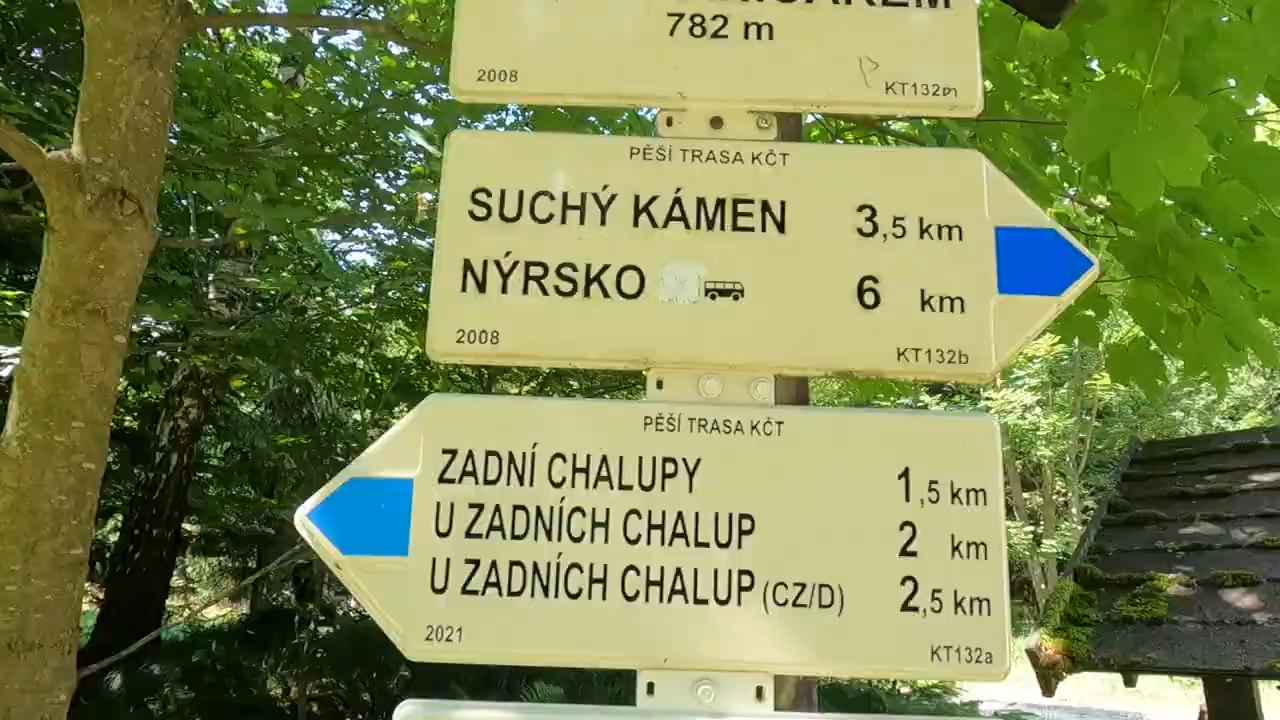 782 m
2008 KT132m
PĚŠÍ TRASA KČT
SUCHÝ KÁMEN 3,5 km
NÝRSKO 6 km
2008 KT132b
PĚŠÍ TRASA KČT
ZADNÍ CHALUPY 1,5 km
U ZADNÍCH CHALUP 2 km
U ZADNÍCH CHALUP (CZ/D) 2,5 km
2021 KT132a